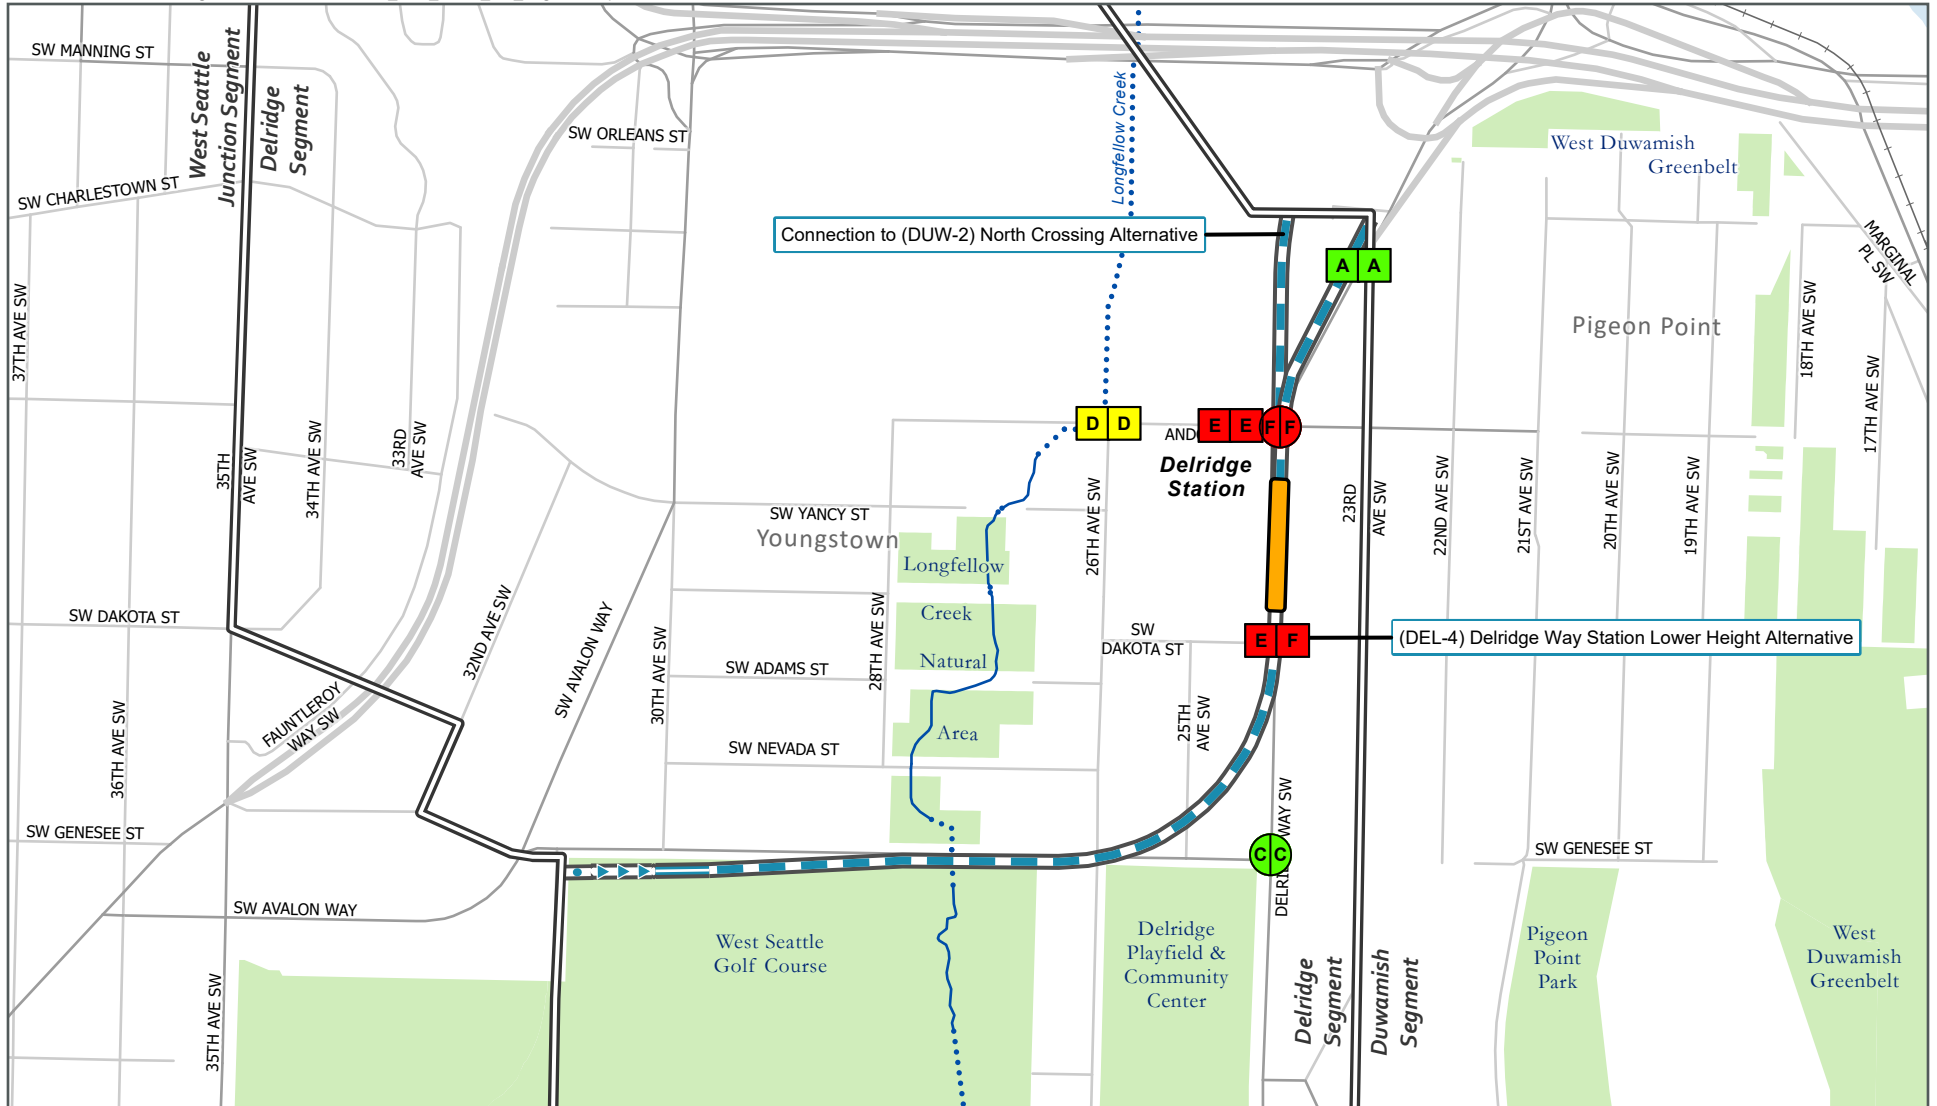 SW MANNING ST
West Seattle
Junction Segment
Delridge
Segment
SW ORLEANS ST
Longfellow Creek
West Duwamish
Greenbelt
SW CHARLESTOWN ST
Connection to (DUW-2) North Crossing Alternative
A A
MARGINAL
PL SW
37TH AVE SW
Pigeon Point
18TH AVE SW
17TH AVE SW
D D
AND
E E
F F
Delridge
Station
35TH
AVE SW
34TH AVE SW
33RD
AVE SW
SW YANCY ST
Youngstown
26TH AVE SW
23RD
AVE SW
22ND AVE SW
21ST AVE SW
20TH AVE SW
19TH AVE SW
Longfellow
Creek
Natural
Area
SW DAKOTA ST
32ND AVE SW
SW AVALON WAY
30TH AVE SW
28TH AVE SW
SW
DAKOTA ST
E F
(DEL-4) Delridge Way Station Lower Height Alternative
SW ADAMS ST
36TH AVE SW
FAUNTLEROY
WAY SW
SW NEVADA ST
25TH
AVE SW
SW GENESEE ST
C C
DELRI WAY SW
SW GENESEE ST
SW AVALON WAY
West Seattle
Golf Course
Delridge
Playfield &
Community
Center
Pigeon
Point
Park
West
Duwamish
Greenbelt
35TH AVE SW
Delridge
Segment
Duwamish
Segment